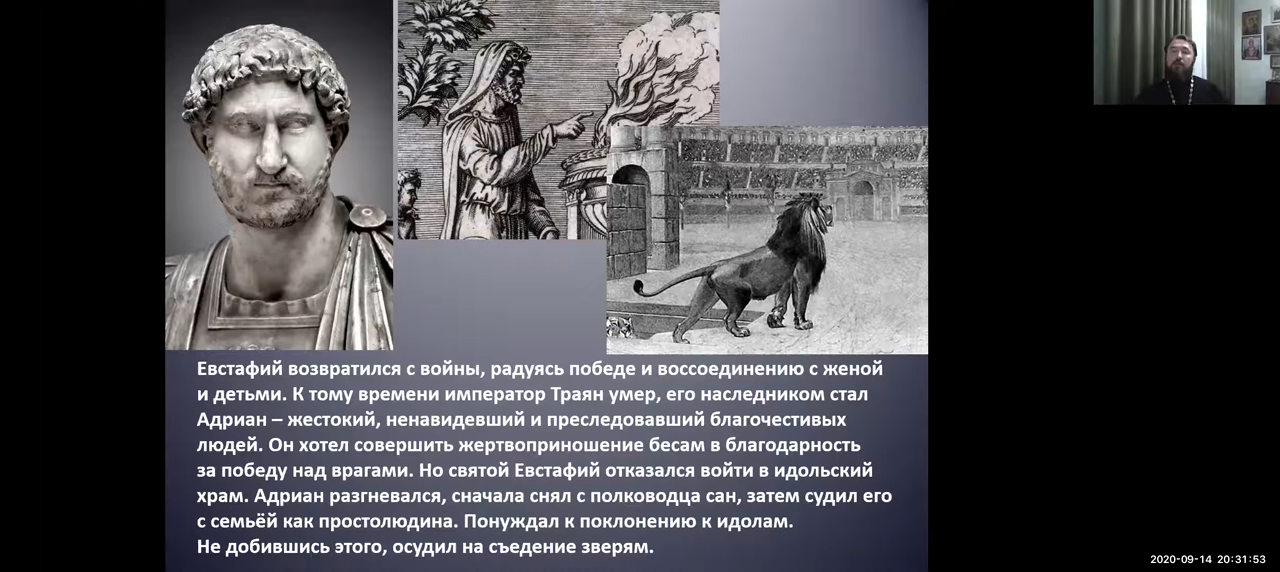 Евстафий возвратился с войны, радуясь победе и воссоединению с женой
и детьми. К тому времени император Траян умер, его наследником стал
Адриан – жестокий, ненавидевший и преследовавший благочестивых
людей. Он хотел совершить жертвоприношение бесам в благодарность
за победу над врагами. Но святой Евстафий отказался войти в идольский
храм. Адриан разгневался, сначала снял с полководца сан, затем судил его
с семьёй как простолюдина. Понуждал к поклонению к идолам.
Не добившись этого, осудил на съедение зверям.
2020-09-14 20:31:53